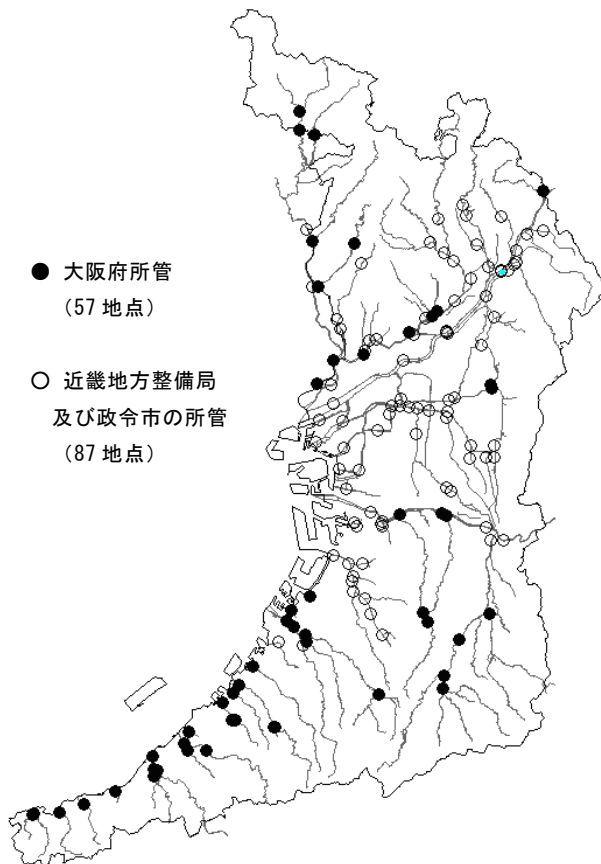 ● 大阪府所管
(57 地点)
○ 近畿地方整備局
及び政令市の所管
(87 地点)